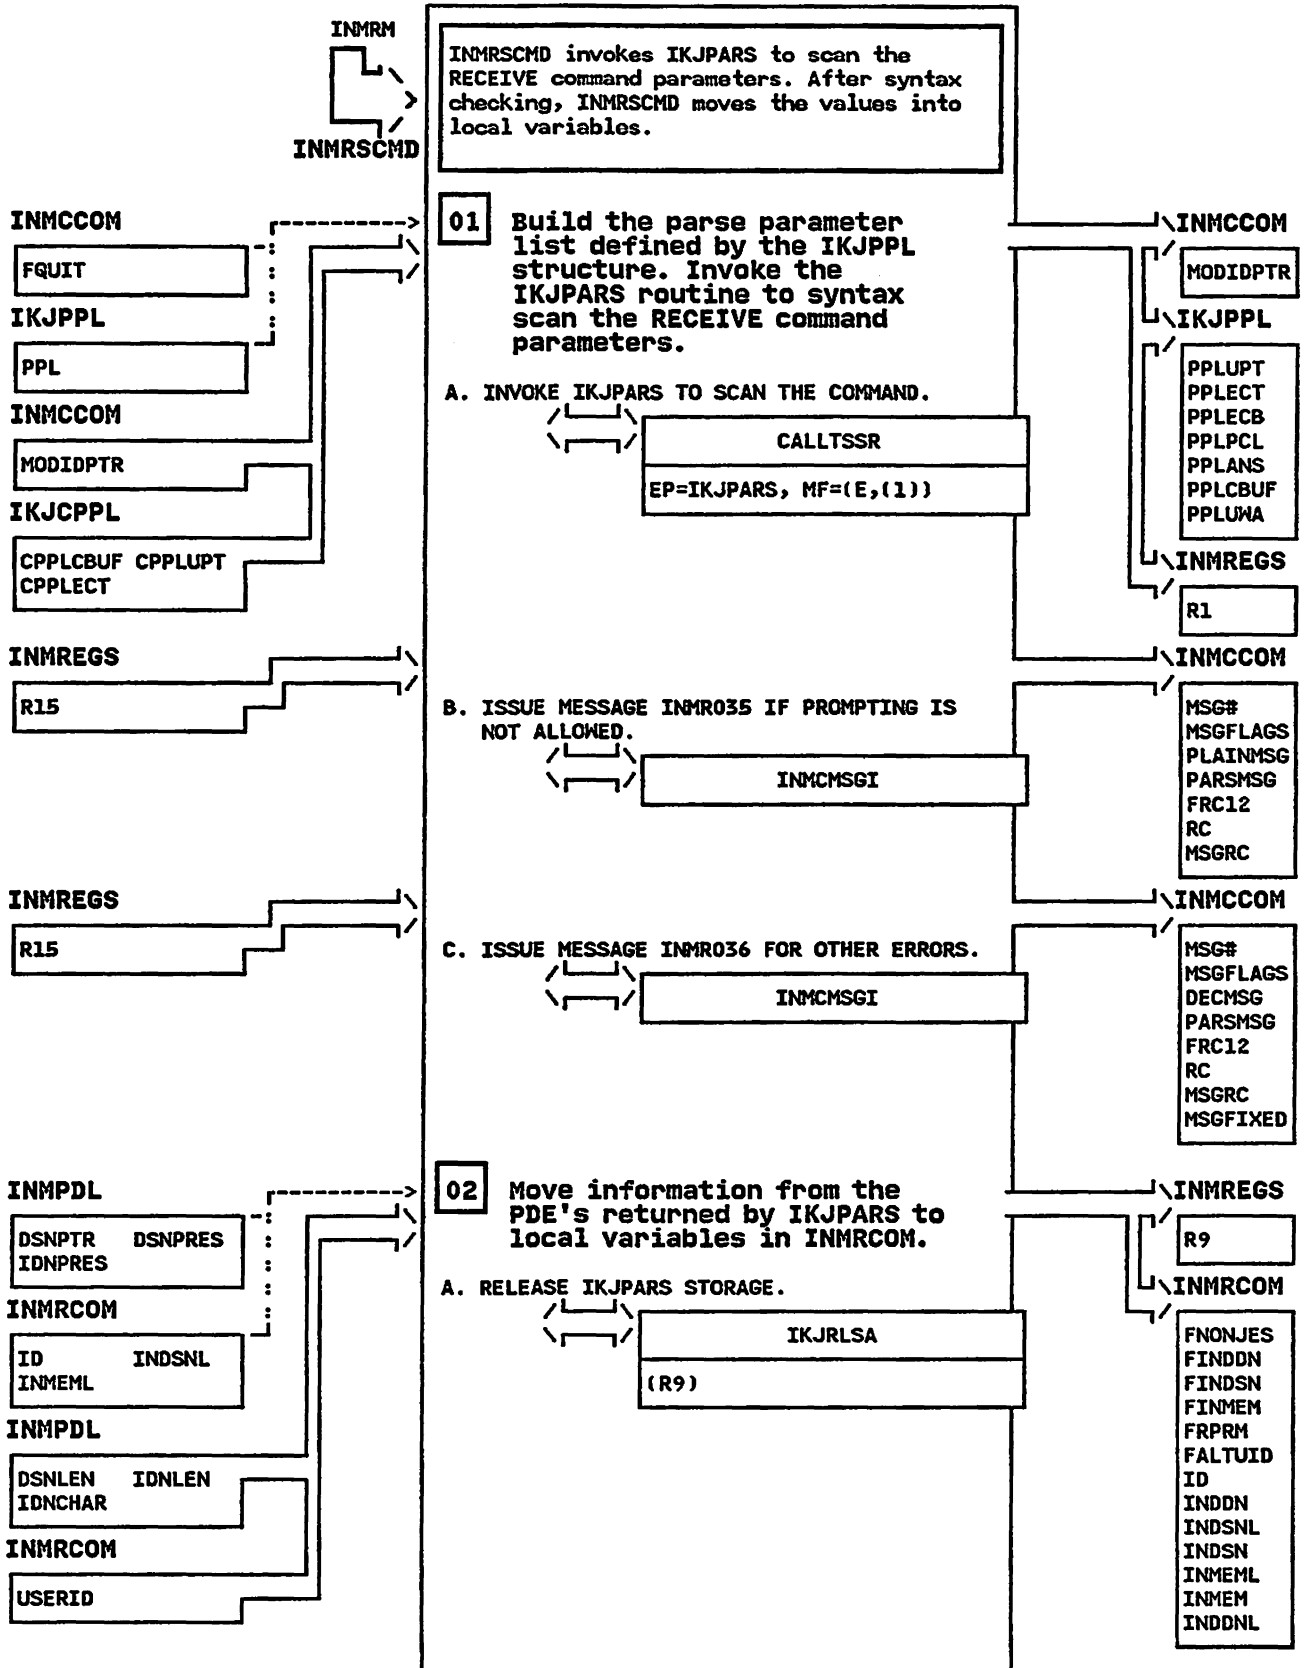 INMRM
INMRSCMD
INMRSCMD invokes IKJPARS to scan the
RECEIVE command parameters. After syntax
checking, INMRSCMD moves the values into
local variables.
INMCCOM
FQUIT
IKJPPL
PPL
INMCCOM
MODIDPTR
IKJCPPL
CPPLCBUF CPPLUPT
CPPLECT
01
Build the parse parameter
list defined by the IKJPPL
structure. Invoke the
IKJPARS routine to syntax
scan the RECEIVE command
parameters.
A. INVOKE IKJPARS TO SCAN THE COMMAND.
CALLTSSR
EP=IKJPARS, MF=(E,(1))
INMCCOM
MODIDPTR
IKJPPL
PPLUPT
PPLECT
PPLECB
PPLPCL
PPLANS
PPLCBUF
PPLUWA
INMREGS
R1
INMREGS
R15
B. ISSUE MESSAGE INMR035 IF PROMPTING IS
NOT ALLOWED.
INMCMSGI
INMCCOM
MSG#
MSGFLAGS
PLAINMSG
PARSMSG
FRC12
RC
MSGRC
INMREGS
R15
C. ISSUE MESSAGE INMR036 FOR OTHER ERRORS.
INMCMSGI
INMCCOM
MSG#
MSGFLAGS
DECMSG
PARSMSG
FRC12
RC
MSGRC
MSGFIXED
INMPDL
DSNPTR DSNPRES
IDNPRES
INMRCOM
ID INDSNL
INMEML
INMPDL
DSNLEN IDNLEN
IDNCHAR
INMRCOM
USERID
02
Move information from the
PDE's returned by IKJPARS to
local variables in INMRCOM.
A. RELEASE IKJPARS STORAGE.
IKJRLSA
(R9)
INMREGS
R9
INMRCOM
FNONJES
FINDDN
FINDSN
FINMEM
FRPRM
FALTUID
ID
INDDN
INDSNL
INDSN
INMEML
INMEM
INDDNL